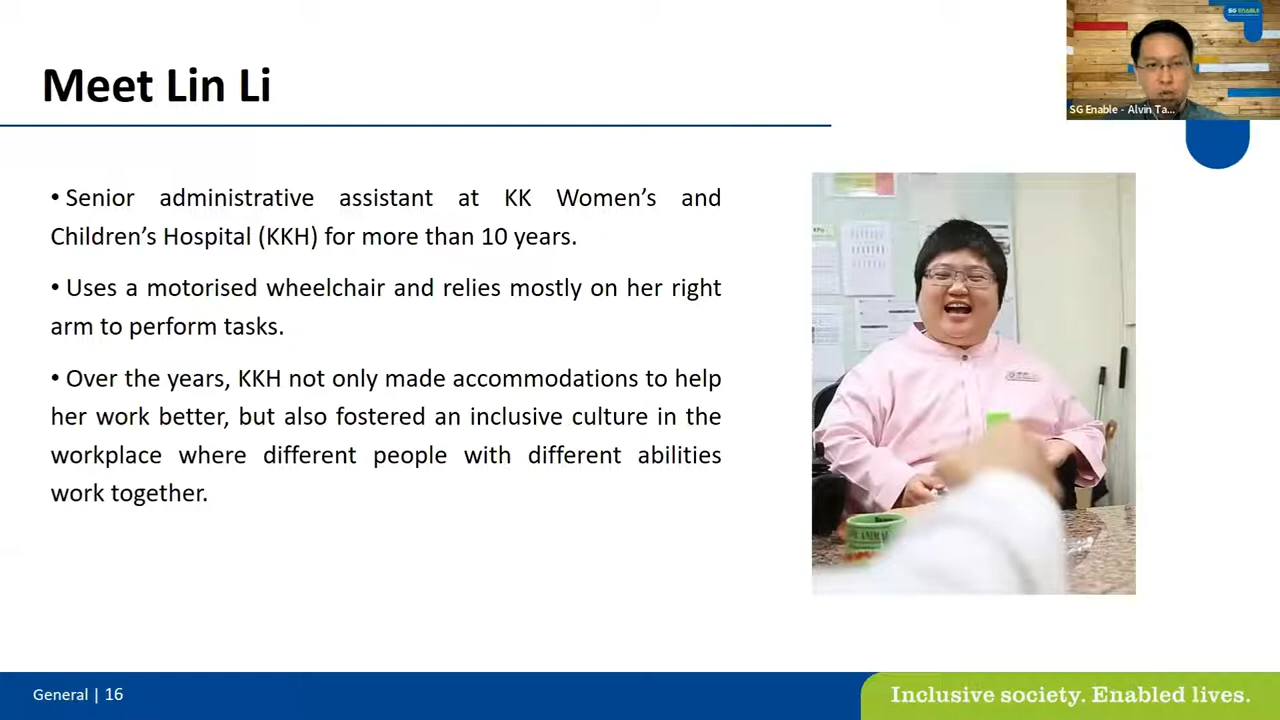 SG ENABLE
SG Enable - Alvin Ta...
Meet Lin Li
• Senior administrative assistant at KK Women's and
Children's Hospital (KKH) for more than 10 years.
• Uses a motorised wheelchair and relies mostly on her right
arm to perform tasks.
• Over the years, KKH not only made accommodations to help
her work better, but also fostered an inclusive culture in the
workplace where different people with different abilities
work together.
General | 16
Inclusive society. Enabled lives.